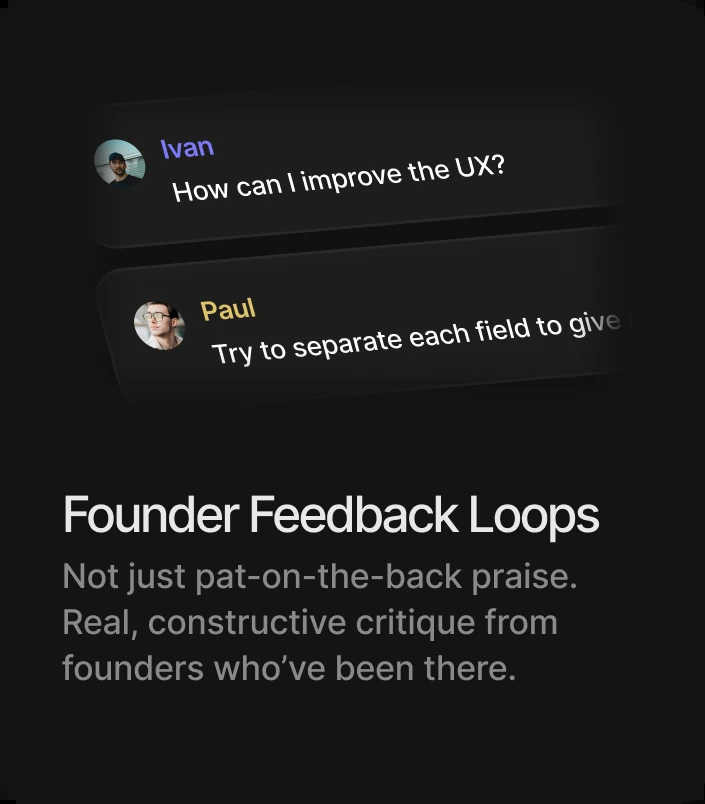 Ivan
How can I improve the UX?
Paul
Try to separate each field to give
Founder Feedback Loops
Not just pat-on-the-back praise.
Real, constructive critique from
founders who’ve been there.